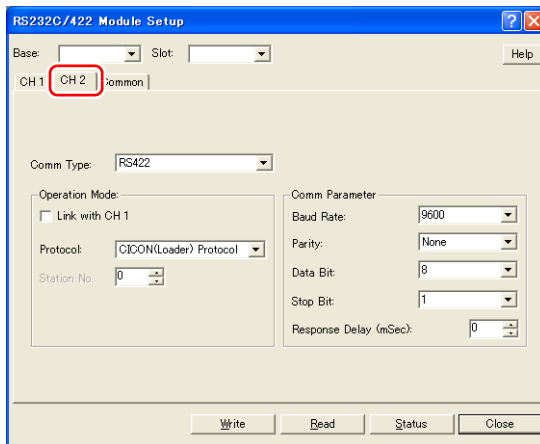 RS232C/422 Module Setup
Base: Slot: Help
CH 1 CH 2 Common
Comm Type: RS422
Operation Mode:
Link with CH 1
Protocol: CICON(Loader) Protocol
Station No. 0
Comm Parameter
Baud Rate: 9600
Parity: None
Data Bit: 8
Stop Bit: 1
Response Delay (mSec): 0
Write Read Status Close